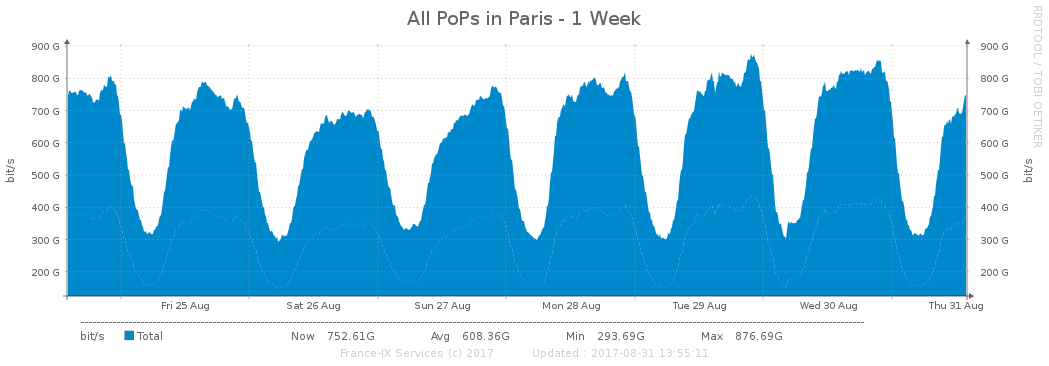 All PoPs in Paris - 1 Week
RRDTOOL / TOBI OETIKER
900 G 900 G
800 G 800 G
700 G 700 G
600 G 600 G
500 G 500 G
400 G 400 G
300 G 300 G
200 G 200 G
bit/s bit/s
Fri 25 Aug Sat 26 Aug Sun 27 Aug Mon 28 Aug Tue 29 Aug Wed 30 Aug Thu 31 Aug
bit/s Total Now 752.61G Avg 608.36G Min 293.69G Max 876.69G
France-IX Services (c) 2017 Updated : 2017-08-31 13:55:11